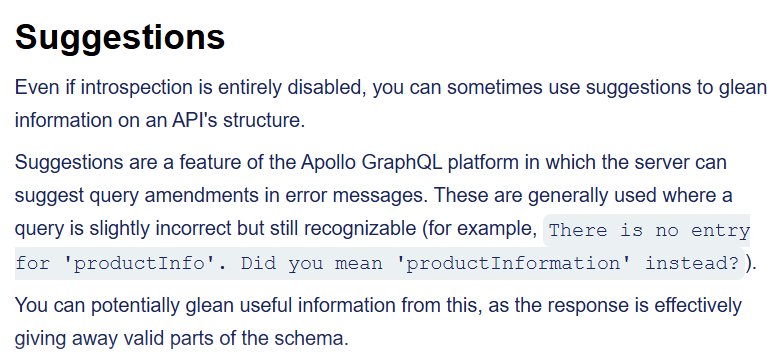 Suggestions
Even if introspection is entirely disabled, you can sometimes use suggestions to glean
information on an API's structure.
Suggestions are a feature of the Apollo GraphQL platform in which the server can
suggest query amendments in error messages. These are generally used where a
query is slightly incorrect but still recognizable (for example, There is no entry
for 'productInfo'. Did you mean 'productInformation' instead?).
You can potentially glean useful information from this, as the response is effectively
giving away valid parts of the schema.